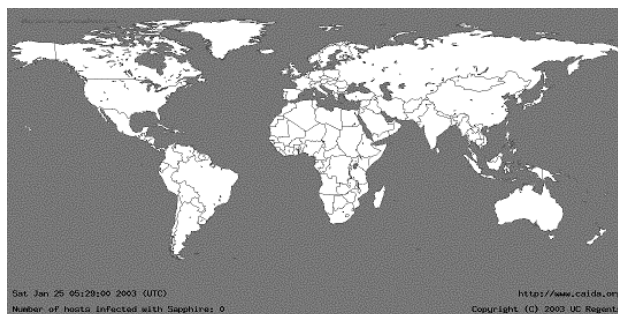 Sat Jan 25 05:29:00 2003 (UTC)
http://www.caida.org
Number of hosts infected with Sapphire: 0
Copyright (C) 2003 UC Regents